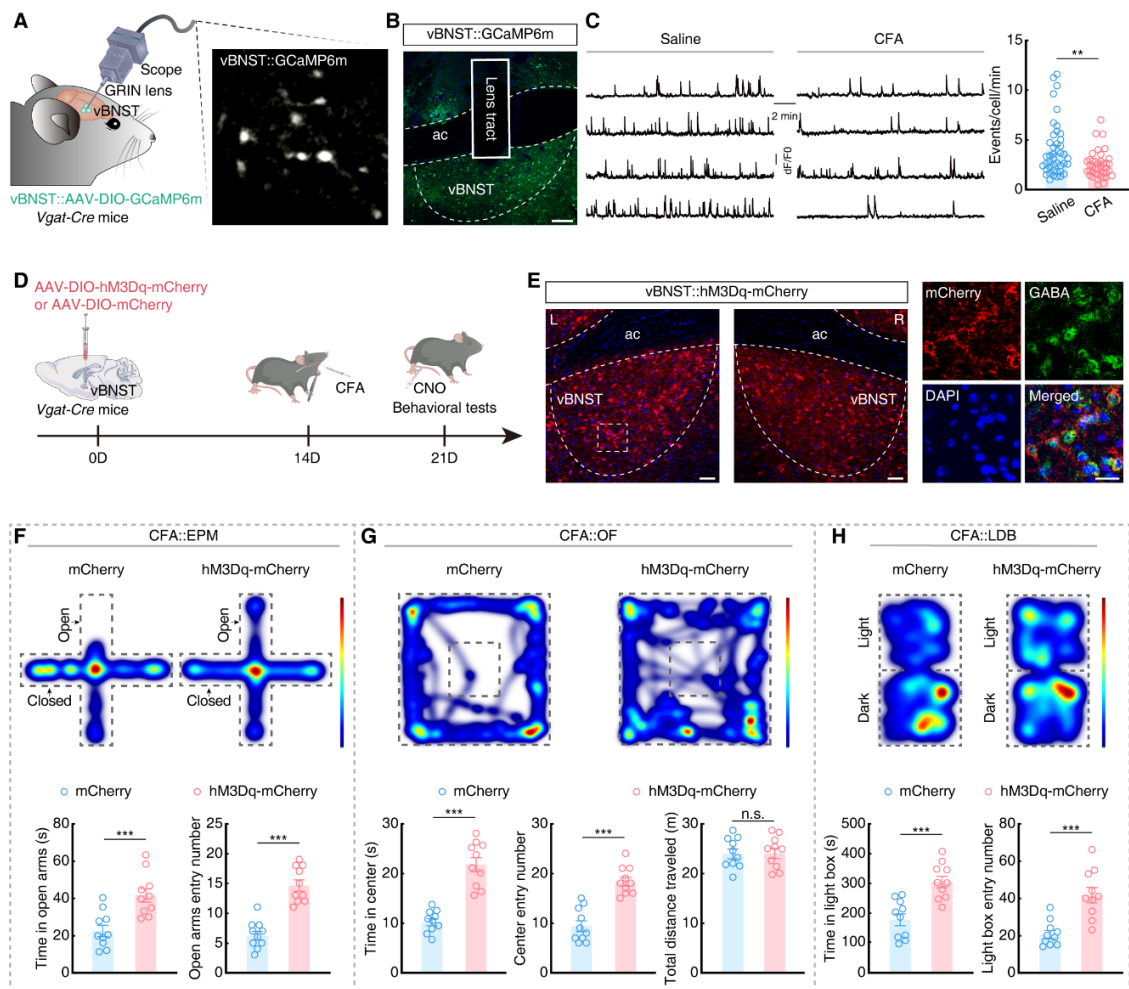 A
Scope
GRIN lens
vBNST
vBNST::AAV-DIO-GCaMP6m
Vgat-Cre mice
vBNST::GCaMP6m
B
vBNST::GCaMP6m
Lens tract
ac
vBNST
C
Saline
CFA
2 min
dF/F0
**
Events/cell/min
15
10
5
0
Saline
CFA
D
AAV-DIO-hM3Dq-mCherry
or AAV-DIO-mCherry
vBNST
Vgat-Cre mice
CFA
CNO
Behavioral tests
0D
14D
21D
E
vBNST::hM3Dq-mCherry
L
ac
vBNST
R
ac
vBNST
mCherry
GABA
DAPI
Merged
F
CFA::EPM
mCherry
hM3Dq-mCherry
Open
Closed
Open
Closed
mCherry
hM3Dq-mCherry
Time in open arms (s)
80
60
40
20
0
***
Open arms entry number
25
20
15
10
5
0
***
G
CFA::OF
mCherry
hM3Dq-mCherry
mCherry
hM3Dq-mCherry
Time in center (s)
30
20
10
0
***
Center entry number
30
20
10
0
***
Total distance traveled (m)
40
30
20
10
0
n.s.
H
CFA::LDB
mCherry
hM3Dq-mCherry
Light
Dark
Light
Dark
mCherry
hM3Dq-mCherry
Time in light box (s)
500
400
300
200
100
0
***
Light box entry number
80
60
40
20
0
***